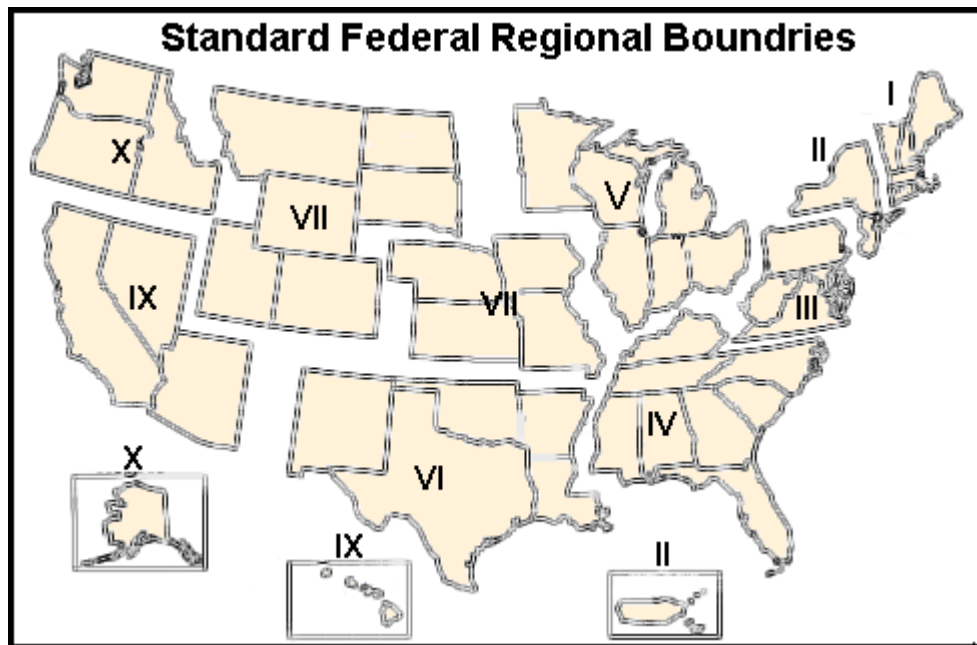 Standard Federal Regional Boundries
I
II
X
V
VII
IX
VII
III
IV
VI
X
IX
II